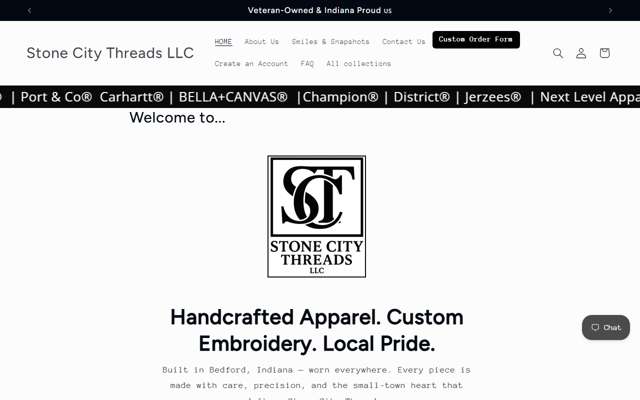 Veteran-Owned & Indiana Proud us
Stone City Threads LLC
HOME About Us Smiles & Snapshots Contact Us Custom Order Form
Create an Account FAQ All collections
| Port & Co® Carhartt® | BELLA+CANVAS® |Champion® | District® | Jerzees® | Next Level Appa
Welcome to...
STC
STONE CITY
THREADS
LLC
Handcrafted Apparel. Custom
Embroidery. Local Pride.
Built in Bedford, Indiana — worn everywhere. Every piece is
made with care, precision, and the small-town heart that
Chat